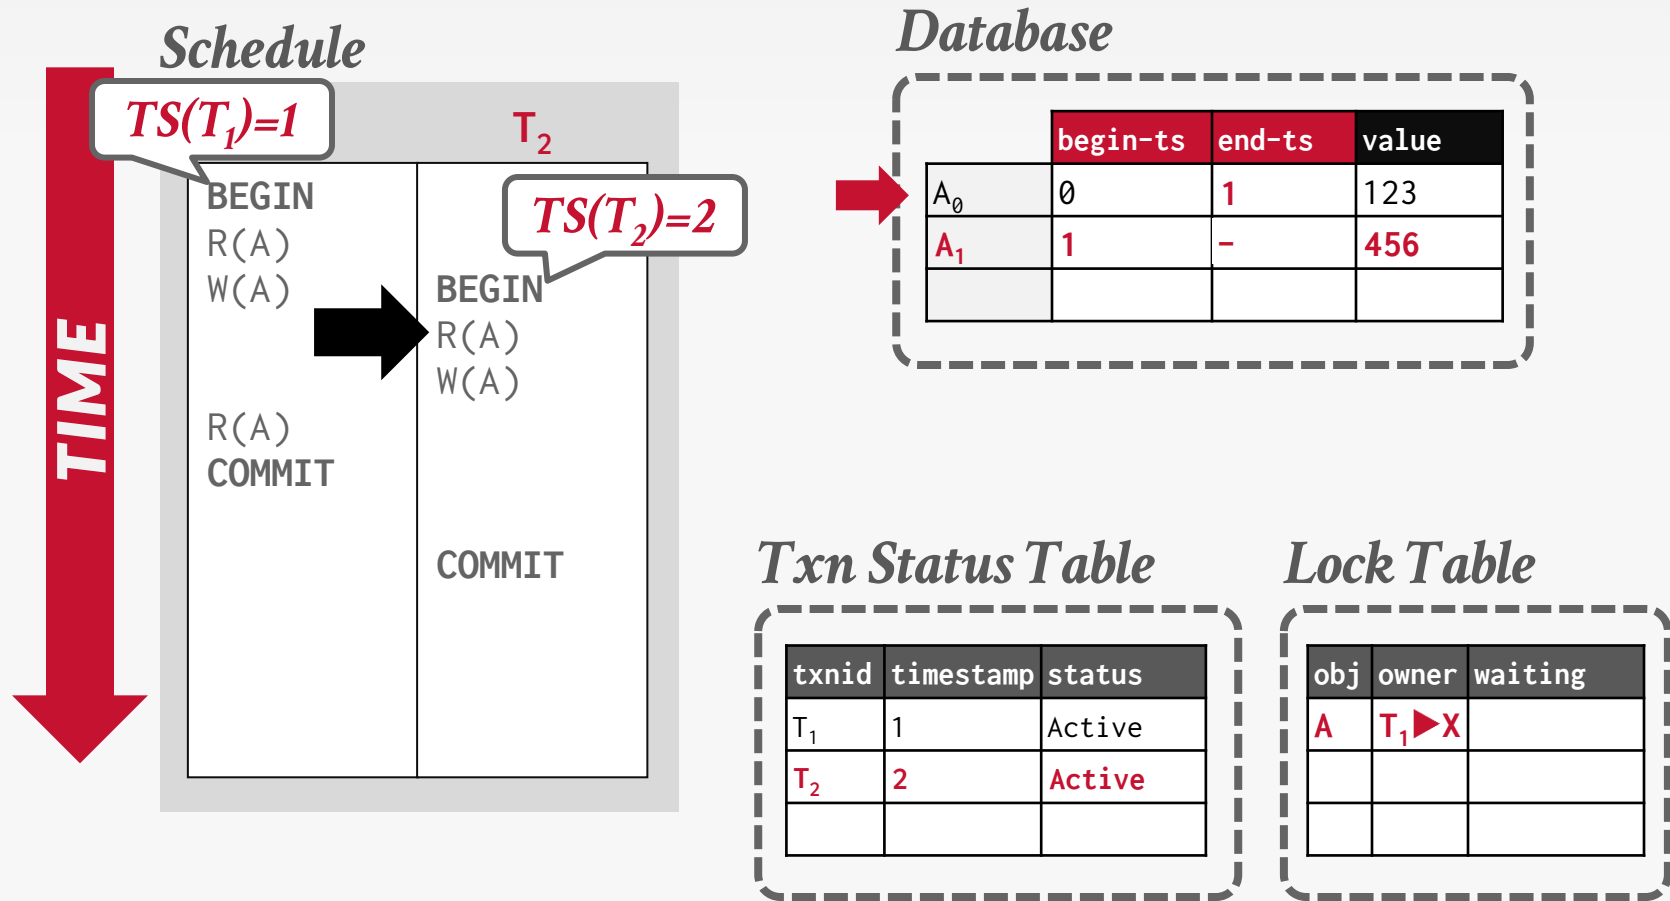 Schedule
TS(T1)=1
T2
BEGIN
R(A)
W(A)
R(A)
COMMIT
TS(T2)=2
BEGIN
R(A)
W(A)
COMMIT
TIME
Database
begin-ts end-ts value
A0 0 1 123
A1 1 - 456
Txn Status Table
txnid timestamp status
T1 1 Active
T2 2 Active
Lock Table
obj owner waiting
A T1▶X